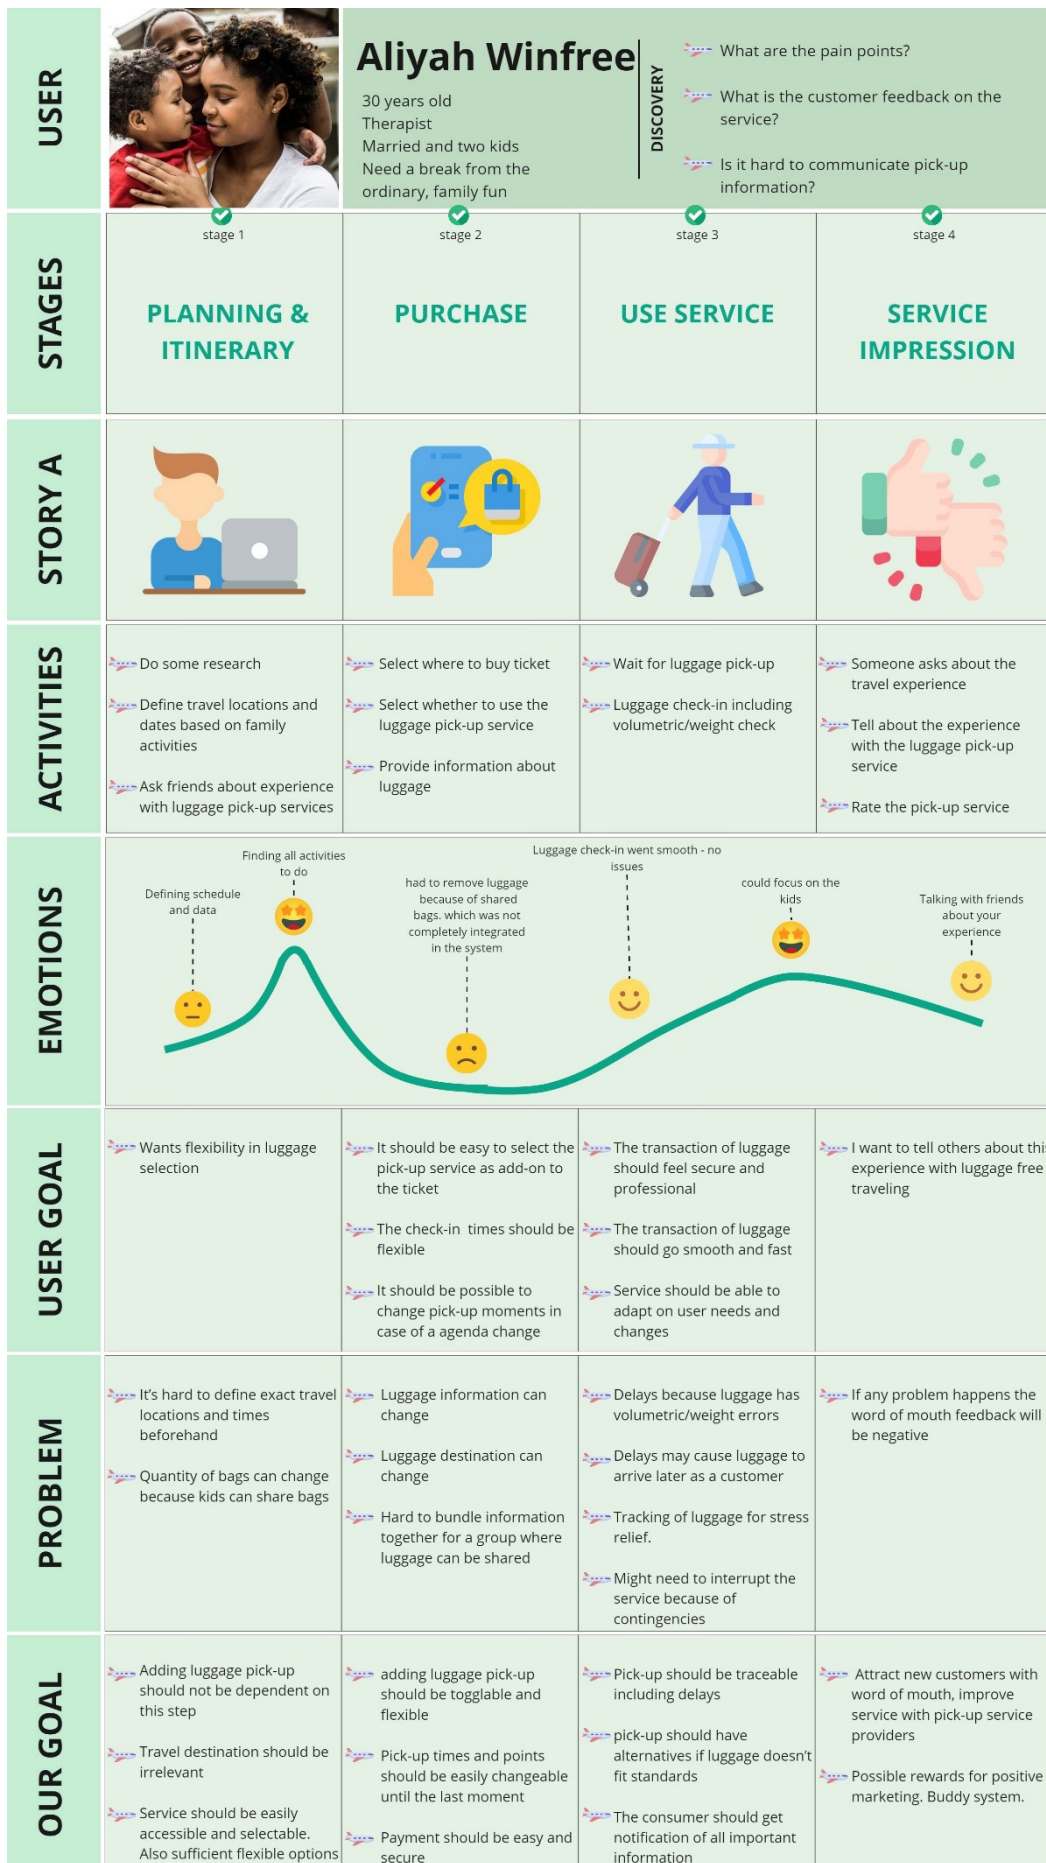 USER
Aliyah Winfree
30 years old
Therapist
Married and two kids
Need a break from the
ordinary, family fun
DISCOVERY
What are the pain points?
What is the customer feedback on the
service?
Is it hard to communicate pick-up
information?
STAGES
stage 1
PLANNING &
ITINERARY
stage 2
PURCHASE
stage 3
USE SERVICE
stage 4
SERVICE
IMPRESSION
STORY A
ACTIVITIES
Do some research
Define travel locations and
dates based on family
activities
Ask friends about experience
with luggage pick-up services
Select where to buy ticket
Select whether to use the
luggage pick-up service
Provide information about
luggage
Wait for luggage pick-up
Luggage check-in including
volumetric/weight check
Someone asks about the
travel experience
Tell about the experience
with the luggage pick-up
service
Rate the pick-up service
EMOTIONS
Defining schedule
and data
Finding all activities
to do
had to remove luggage
because of shared
bags. which was not
completely integrated
in the system
Luggage check-in went smooth - no
issues
could focus on the
kids
Talking with friends
about your
experience
USER GOAL
Wants flexibility in luggage
selection
It should be easy to select the
pick-up service as add-on to
the ticket
The check-in times should be
flexible
It should be possible to
change pick-up moments in
case of a agenda change
The transaction of luggage
should feel secure and
professional
The transaction of luggage
should go smooth and fast
Service should be able to
adapt on user needs and
changes
I want to tell others about this
experience with luggage free
traveling
PROBLEM
It's hard to define exact travel
locations and times
beforehand
Quantity of bags can change
because kids can share bags
Luggage information can
change
Luggage destination can
change
Hard to bundle information
together for a group where
luggage can be shared
Delays because luggage has
volumetric/weight errors
Delays may cause luggage to
arrive later as a customer
Tracking of luggage for stress
relief.
Might need to interrupt the
service because of
contingencies
If any problem happens the
word of mouth feedback will
be negative
OUR GOAL
Adding luggage pick-up
should not be dependent on
this step
Travel destination should be
irrelevant
Service should be easily
accessible and selectable.
Also sufficient flexible options
adding luggage pick-up
should be togglable and
flexible
Pick-up times and points
should be easily changeable
until the last moment
Payment should be easy and
secure
Pick-up should be traceable
including delays
pick-up should have
alternatives if luggage doesn't
fit standards
The consumer should get
notification of all important
information
Attract new customers with
word of mouth, improve
service with pick-up service
providers
Possible rewards for positive
marketing. Buddy system.